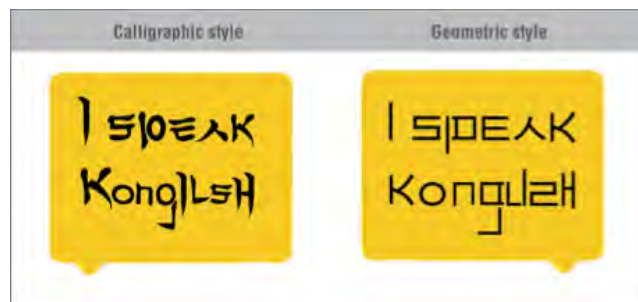 Calligraphic style
Geometric style
I speak
Konglish
I speak
Konglish